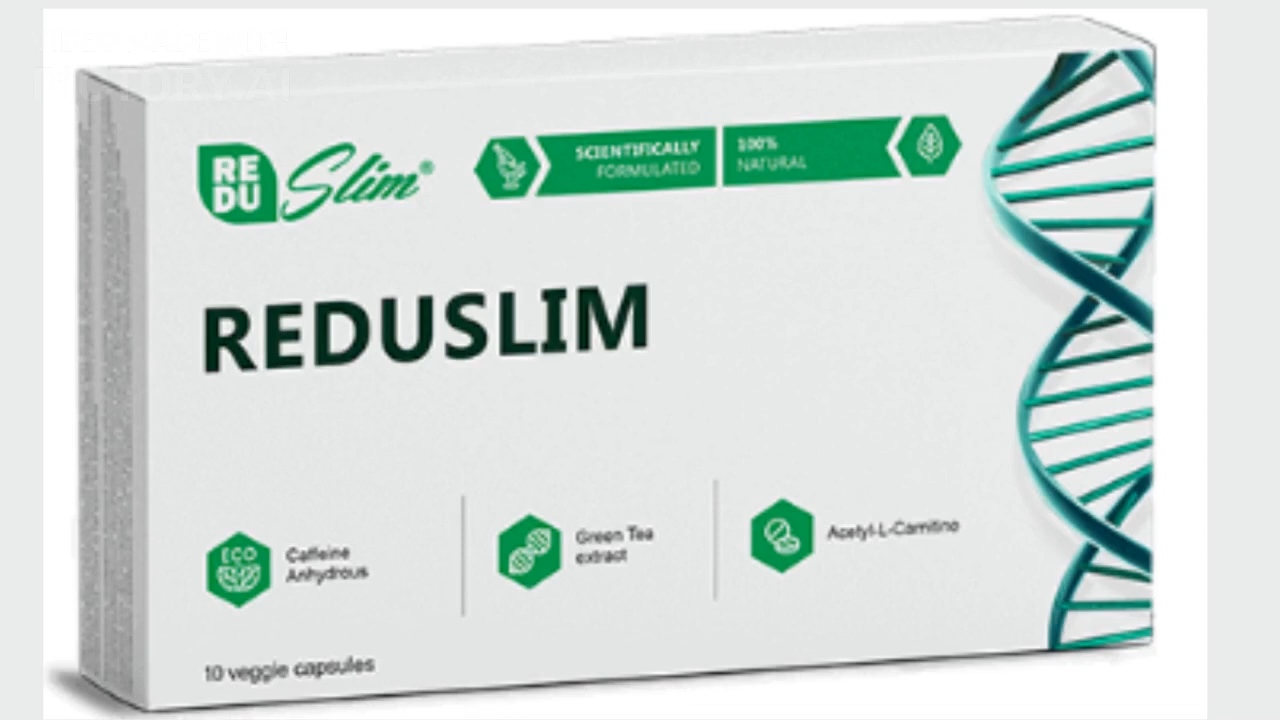 RE
DU
Slim®
SCIENTIFICALLY
FORMULATED
100%
NATURAL
REDUSLIM
ECO
Caffeine
Anhydrous
Green Tea
extract
Acetyl-L-Carnitine
10 veggie capsules